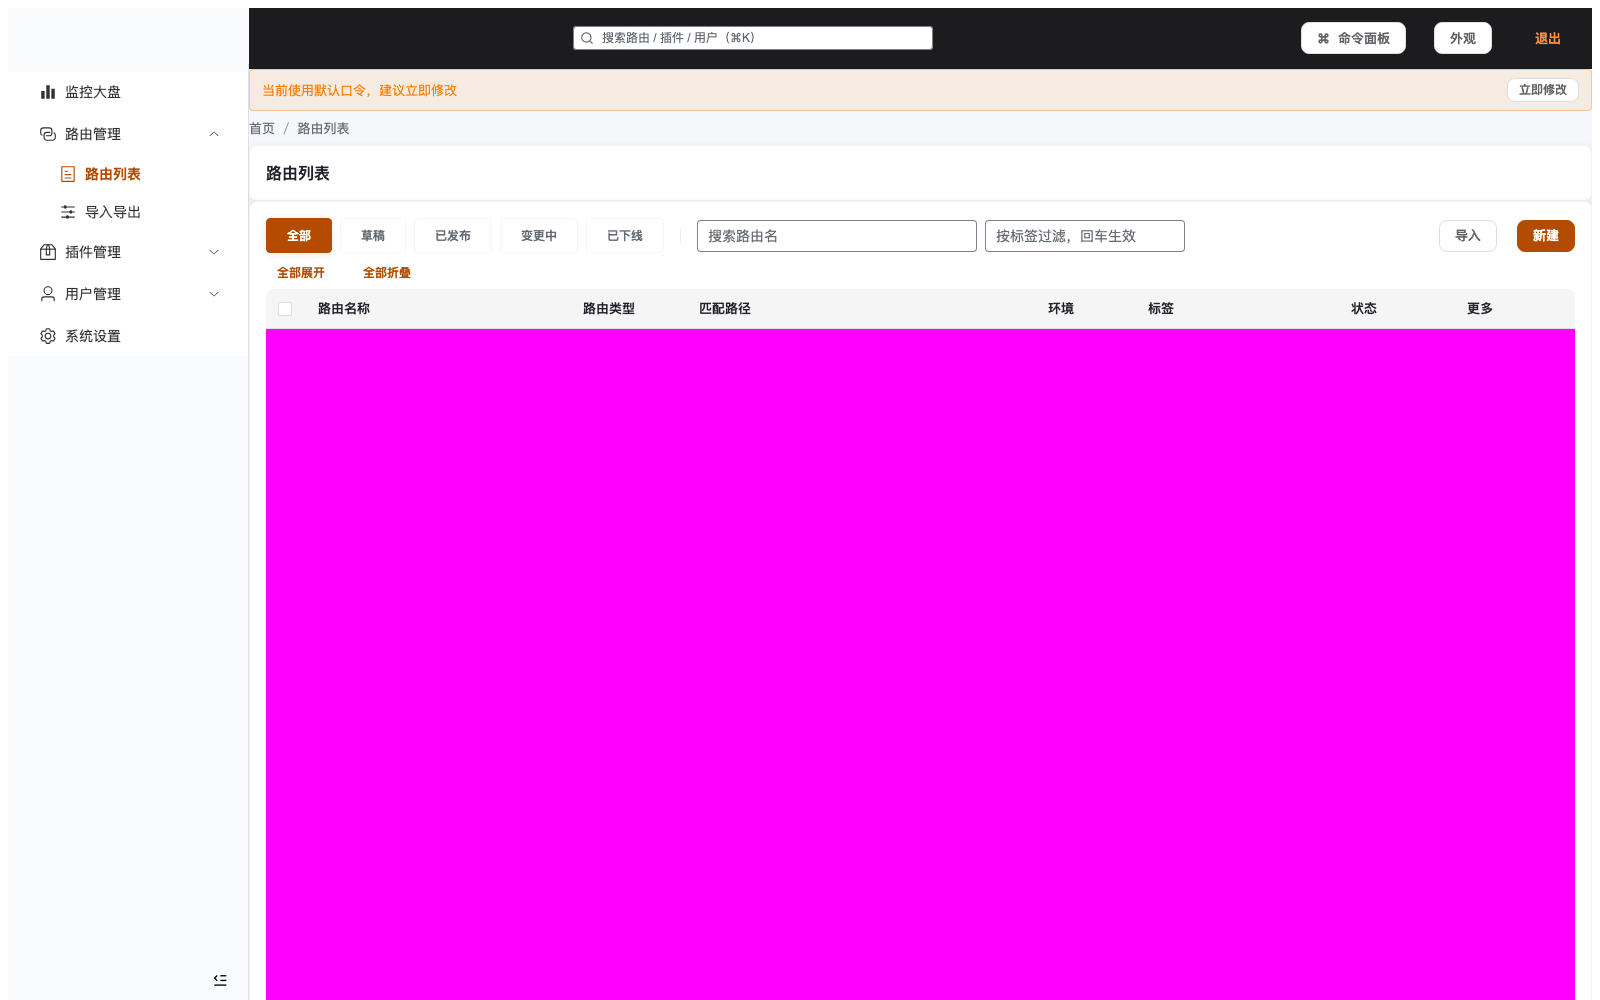 搜索路由 / 插件 / 用户（⌘K）
⌘ 命令面板
外观
退出
当前使用默认口令，建议立即修改
立即修改
首页 / 路由列表
监控大盘
路由管理
路由列表
导入导出
插件管理
用户管理
系统设置
路由列表
全部
草稿
已发布
变更中
已下线
搜索路由名
按标签过滤，回车生效
导入
新建
全部展开
全部折叠
路由名称
路由类型
匹配路径
环境
标签
状态
更多